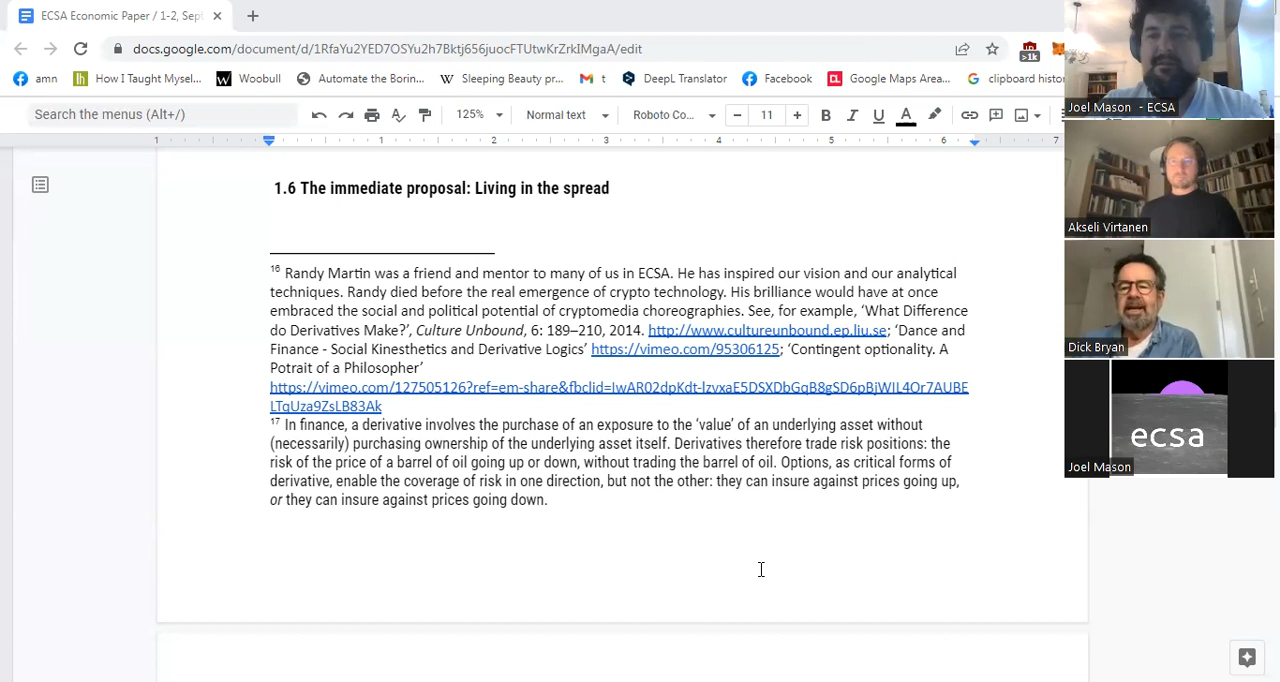 ECSA Economic Paper / 1-2, Sep
docs.google.com/document/d/1RfaYu2YED7OSYu2h7Bktj656juocFTUtwKrZrkIMgaA/edit
>1k
amn
How I Taught Mysel...
Woobull
Automate the Borin...
Sleeping Beauty pr...
t
DeepL Translator
Facebook
Google Maps Area...
clipboard histor
Search the menus (Alt+/)
125%
Normal text
Roboto Co...
11
B I U A
1 1 2 3 4 5 6 7
1.6 The immediate proposal: Living in the spread
16 Randy Martin was a friend and mentor to many of us in ECSA. He has inspired our vision and our analytical
techniques. Randy died before the real emergence of crypto technology. His brilliance would have at once
embraced the social and political potential of cryptomedia choreographies. See, for example, ‘What Difference
do Derivatives Make?’, Culture Unbound, 6: 189–210, 2014. http://www.cultureunbound.ep.liu.se; ‘Dance and
Finance - Social Kinesthetics and Derivative Logics’ https://vimeo.com/95306125; ‘Contingent optionality. A
Potrait of a Philosopher’
https://vimeo.com/127505126?ref=em-share&fbclid=IwAR02dpKdt-lzvxaE5DSXDbGqB8gSD6pBjWIL4Or7AUBE
LTqUza9ZsLB83Ak
17 In finance, a derivative involves the purchase of an exposure to the ‘value’ of an underlying asset without
(necessarily) purchasing ownership of the underlying asset itself. Derivatives therefore trade risk positions: the
risk of the price of a barrel of oil going up or down, without trading the barrel of oil. Options, as critical forms of
derivative, enable the coverage of risk in one direction, but not the other: they can insure against prices going up,
or they can insure against prices going down.
Joel Mason - ECSA
Akseli Virtanen
Dick Bryan
ecsa
Joel Mason